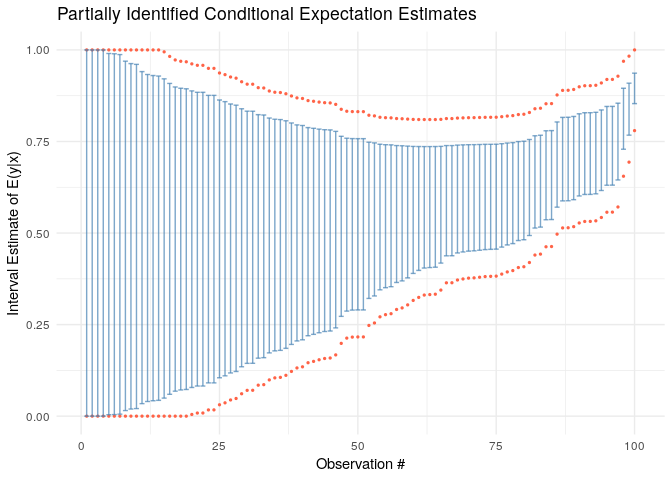 Partially Identified Conditional Expectation Estimates
1.00
0.75
0.50
0.25
0.00
Interval Estimate of E(y|x)
0 25 50 75 100
Observation #